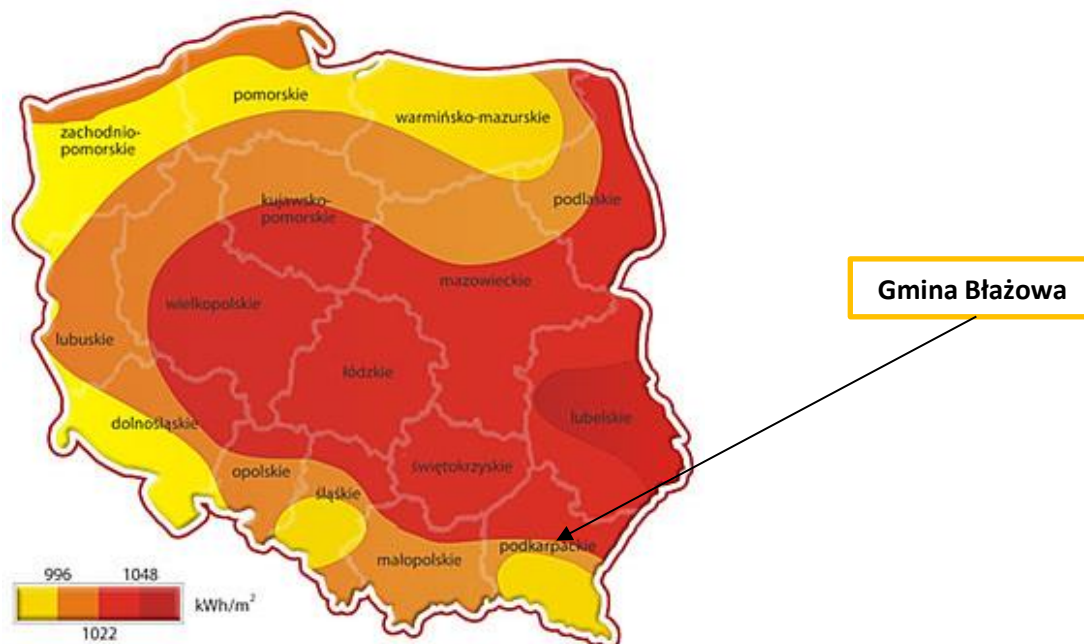 pomorskie
warmińsko-mazurskie
zachodnio-
pomorskie
podlaskie
kujawsko-
pomorskie
mazowieckie
Gmina Błażowa
wielkopolskie
lubuskie
łódzkie
lubelskie
dolnośląskie
opolskie
świętokrzyskie
śląskie
podkarpackie
małopolskie
996 1048
kWh/m²
1022